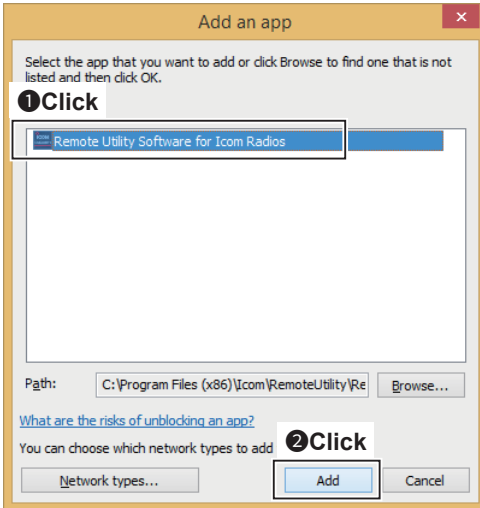 Add an app
x
Select the app that you want to add or click Browse to find one that is not
listed and then click OK.
❶Click
Remote Utility Software for Icom Radios
Path: C:\Program Files (x86)\Icom\RemoteUtility\Re Browse...
What are the risks of unblocking an app?
You can choose which network types to add
❷Click
Network types... Add Cancel